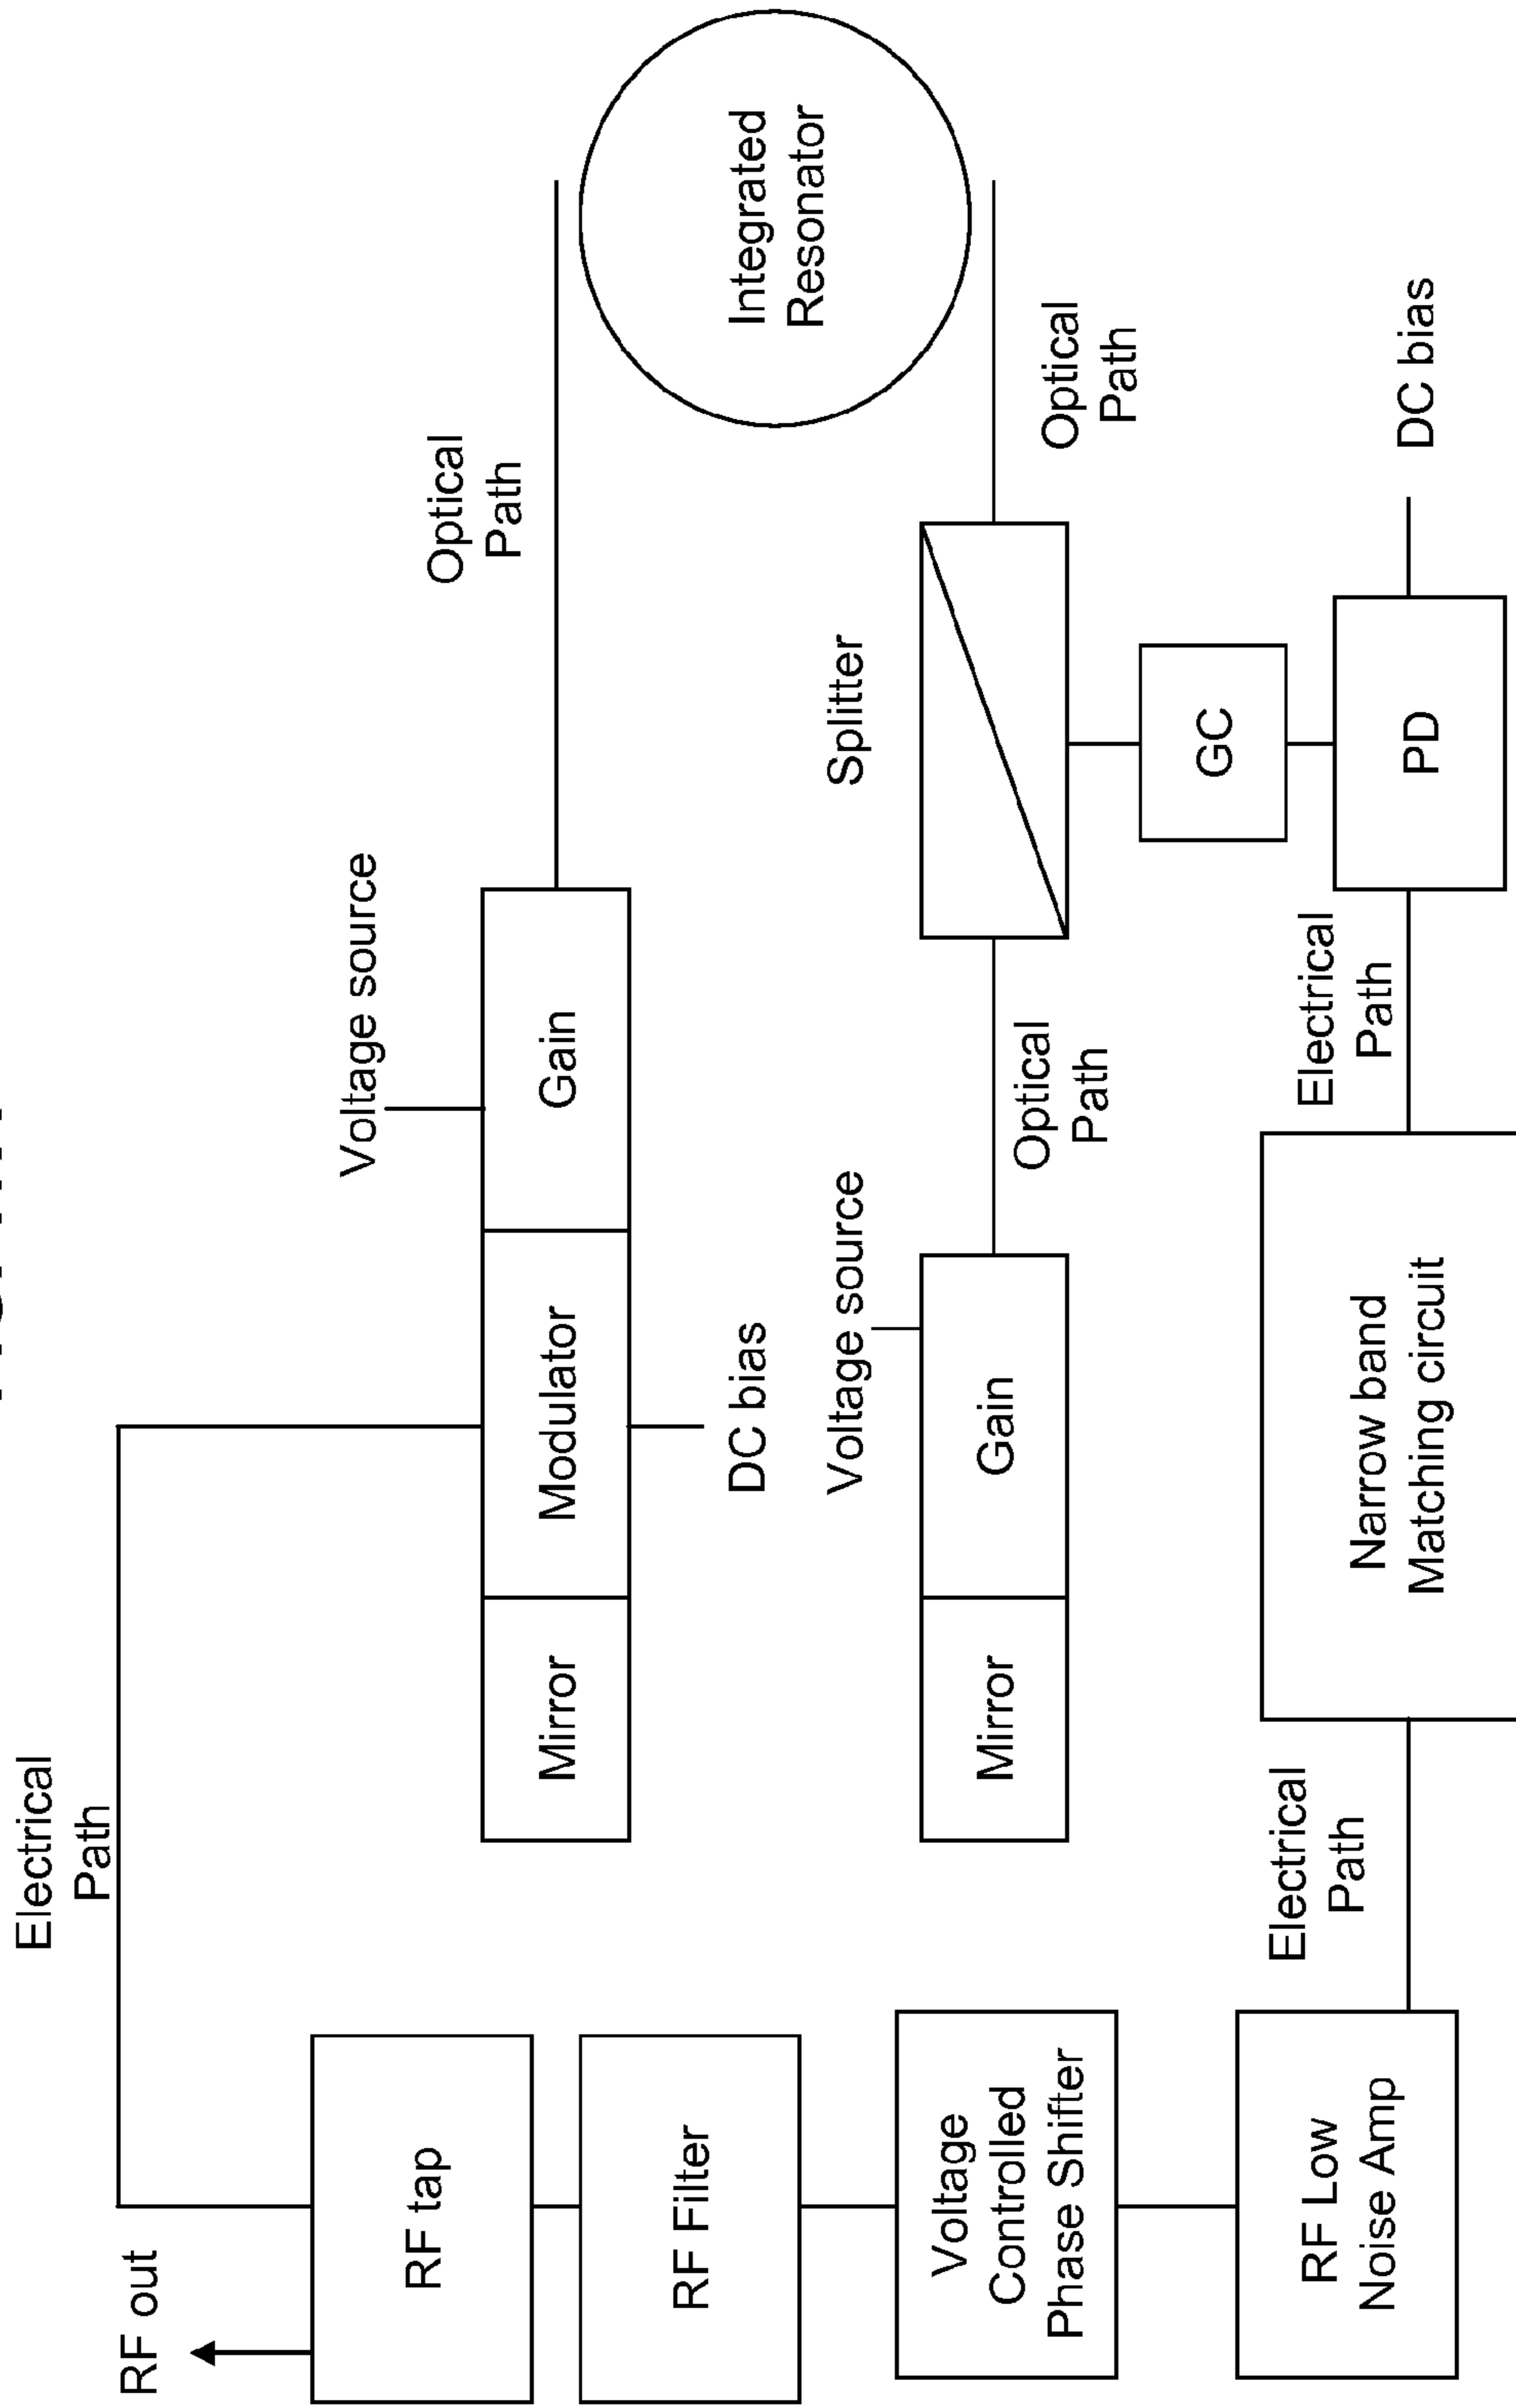 Electrical
Path
RF out
RF tap
RF Filter
Voltage
Controlled
Phase Shifter
RF Low
Noise Amp
Voltage source
Optical
Path
Mirror
Modulator
Gain
DC bias
Integrated
Resonator
Voltage source
Splitter
Mirror
Gain
Optical
Path
Optical
Path
GC
Electrical
Path
Narrow band
Matching circuit
Electrical
Path
PD
DC bias